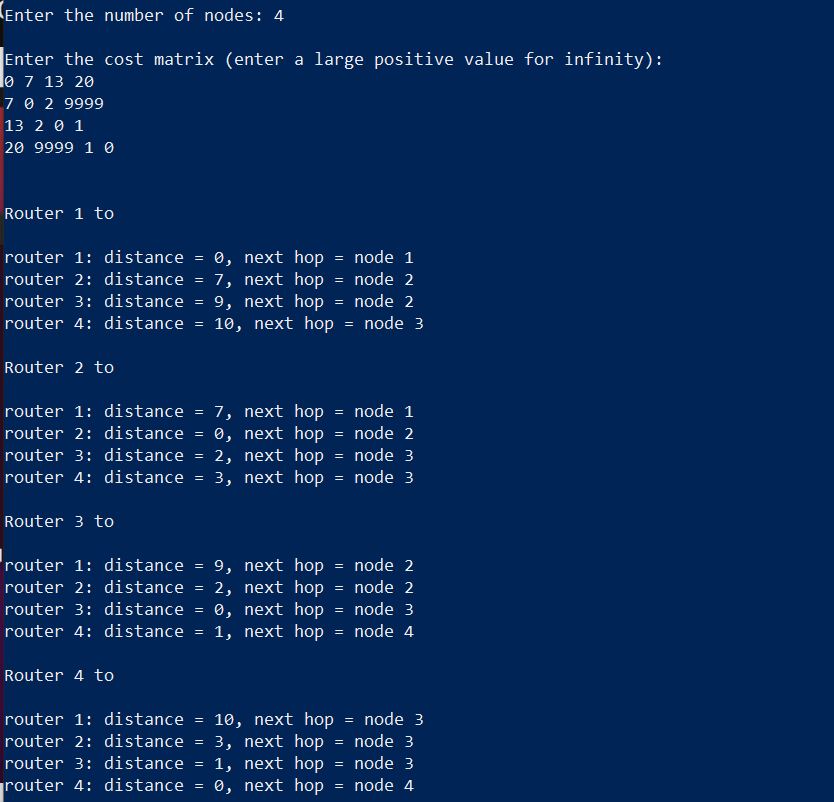 Enter the number of nodes: 4
Enter the cost matrix (enter a large positive value for infinity):
0 7 13 20
7 0 2 9999
13 2 0 1
20 9999 1 0
Router 1 to
router 1: distance = 0, next hop = node 1
router 2: distance = 7, next hop = node 2
router 3: distance = 9, next hop = node 2
router 4: distance = 10, next hop = node 3
Router 2 to
router 1: distance = 7, next hop = node 1
router 2: distance = 0, next hop = node 2
router 3: distance = 2, next hop = node 3
router 4: distance = 3, next hop = node 3
Router 3 to
router 1: distance = 9, next hop = node 2
router 2: distance = 2, next hop = node 2
router 3: distance = 0, next hop = node 3
router 4: distance = 1, next hop = node 4
Router 4 to
router 1: distance = 10, next hop = node 3
router 2: distance = 3, next hop = node 3
router 3: distance = 1, next hop = node 3
router 4: distance = 0, next hop = node 4